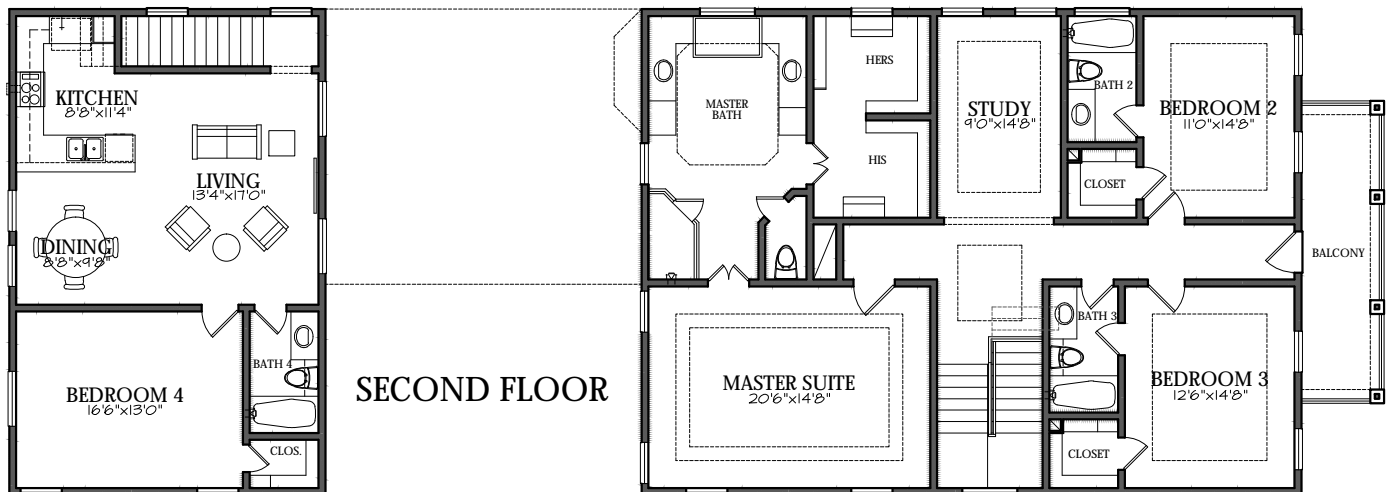 KITCHEN
8'8"x11'4"
LIVING
13'4"x17'0"
DINING
8'8"x9'8"
BEDROOM 4
16'6"x13'0"
BATH 4
CLOS.
SECOND FLOOR
MASTER
BATH
HERS
HIS
STUDY
9'0"x14'8"
BATH 2
BEDROOM 2
11'0"x14'8"
CLOSET
BALCONY
MASTER SUITE
20'6"x14'8"
BATH 3
BEDROOM 3
12'6"x14'8"
CLOSET